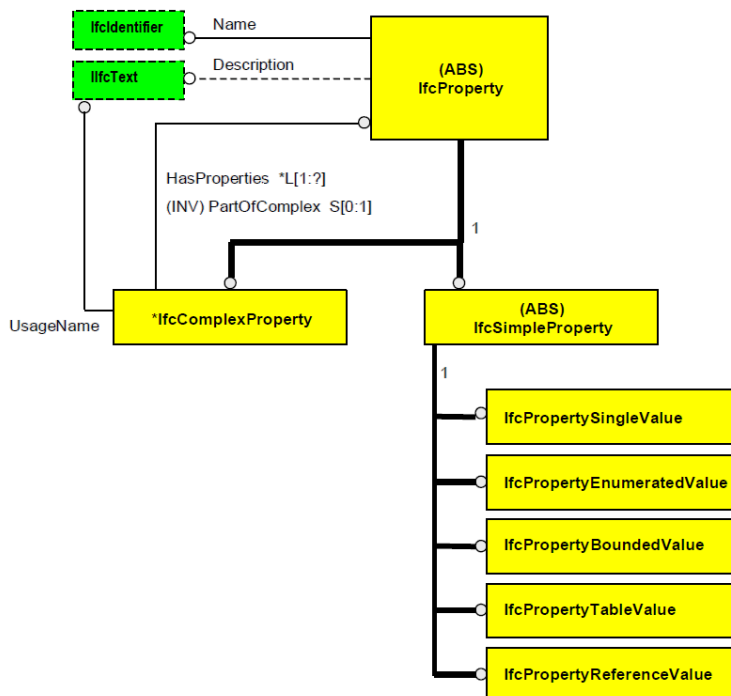 IfcIdentifier
Name
IIfcText
Description
(ABS)
IfcProperty
HasProperties *L[1:?]
(INV) PartOfComplex S[0:1]
1
UsageName
*IfcComplexProperty
(ABS)
IfcSimpleProperty
1
IfcPropertySingleValue
IfcPropertyEnumeratedValue
IfcPropertyBoundedValue
IfcPropertyTableValue
IfcPropertyReferenceValue